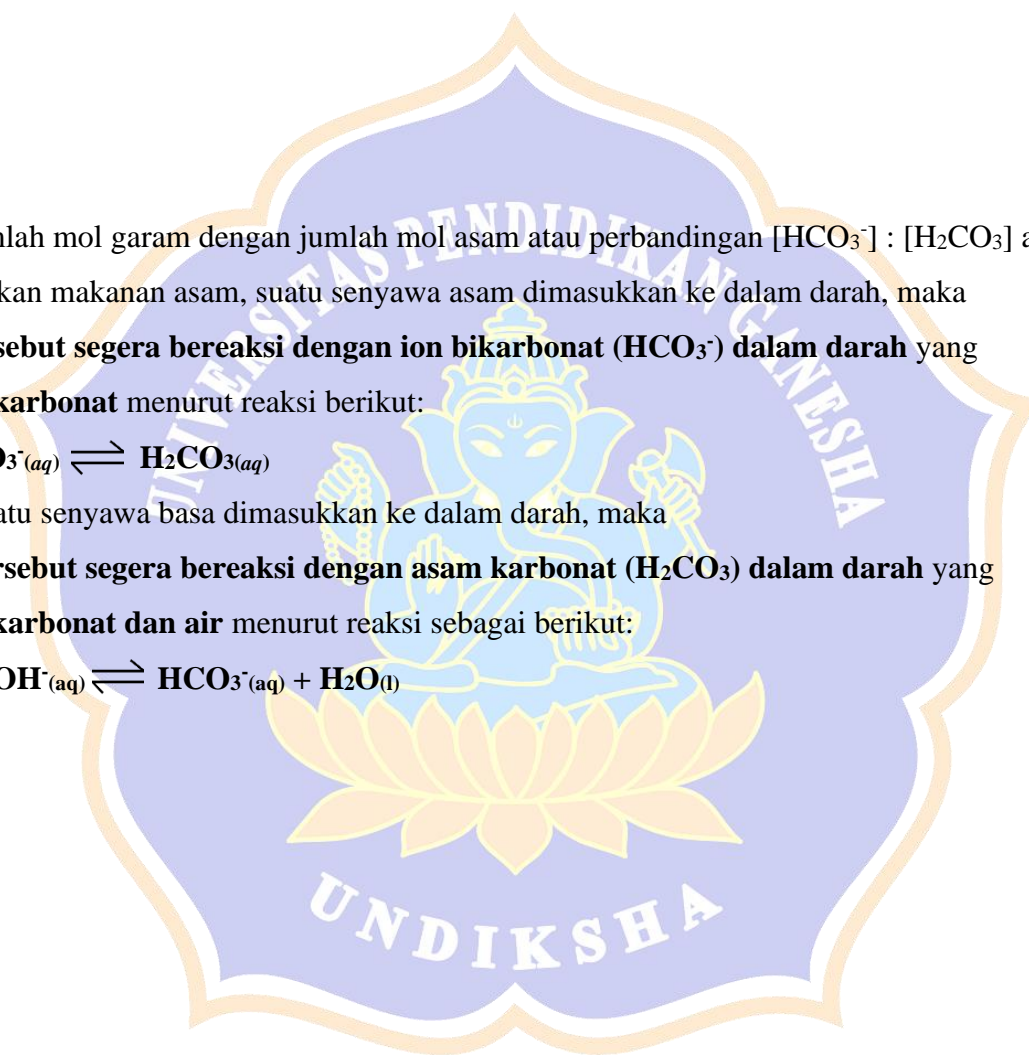 nlah mol garam dengan jumlah mol asam atau perbandingan [HCO₃⁻] : [H₂CO₃] a
kan makanan asam, suatu senyawa asam dimasukkan ke dalam darah, maka
sebut segera bereaksi dengan ion bikarbonat (HCO₃⁻) dalam darah yang
karbonat menurut reaksi berikut:
O₃⁻(aq) ⇌ H₂CO₃(aq)
atu senyawa basa dimasukkan ke dalam darah, maka
rsebut segera bereaksi dengan asam karbonat (H₂CO₃) dalam darah yang
karbonat dan air menurut reaksi sebagai berikut:
OH⁻(aq) ⇌ HCO₃⁻(aq) + H₂O(l)
UNIVERSITAS PENDIDIKAN GANESHA
UNDIKSHA